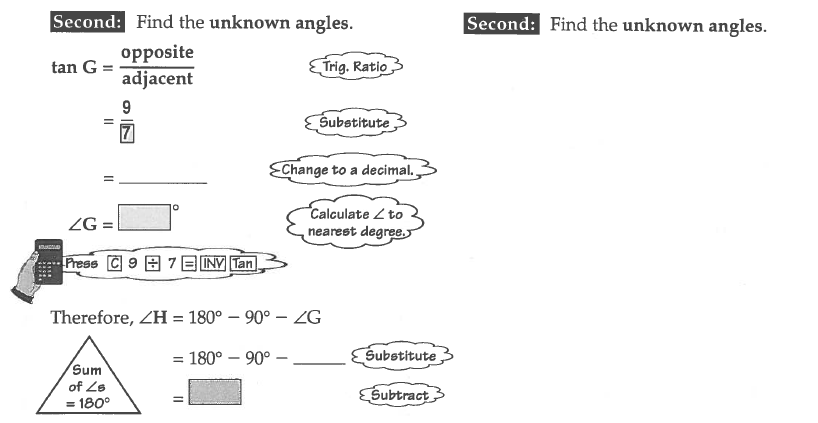 Second: Find the unknown angles.
tan G = opposite / adjacent
Trig. Ratio
= 9 / 7
Substitute
= ________
Change to a decimal.
∠G = °
Calculate ∠ to
nearest degree.
Press C 9 ÷ 7 = INV Tan
Therefore, ∠H = 180° − 90° − ∠G
= 180° − 90° − ______
Substitute
=
Subtract
Sum
of ∠s
= 180°
Second: Find the unknown angles.